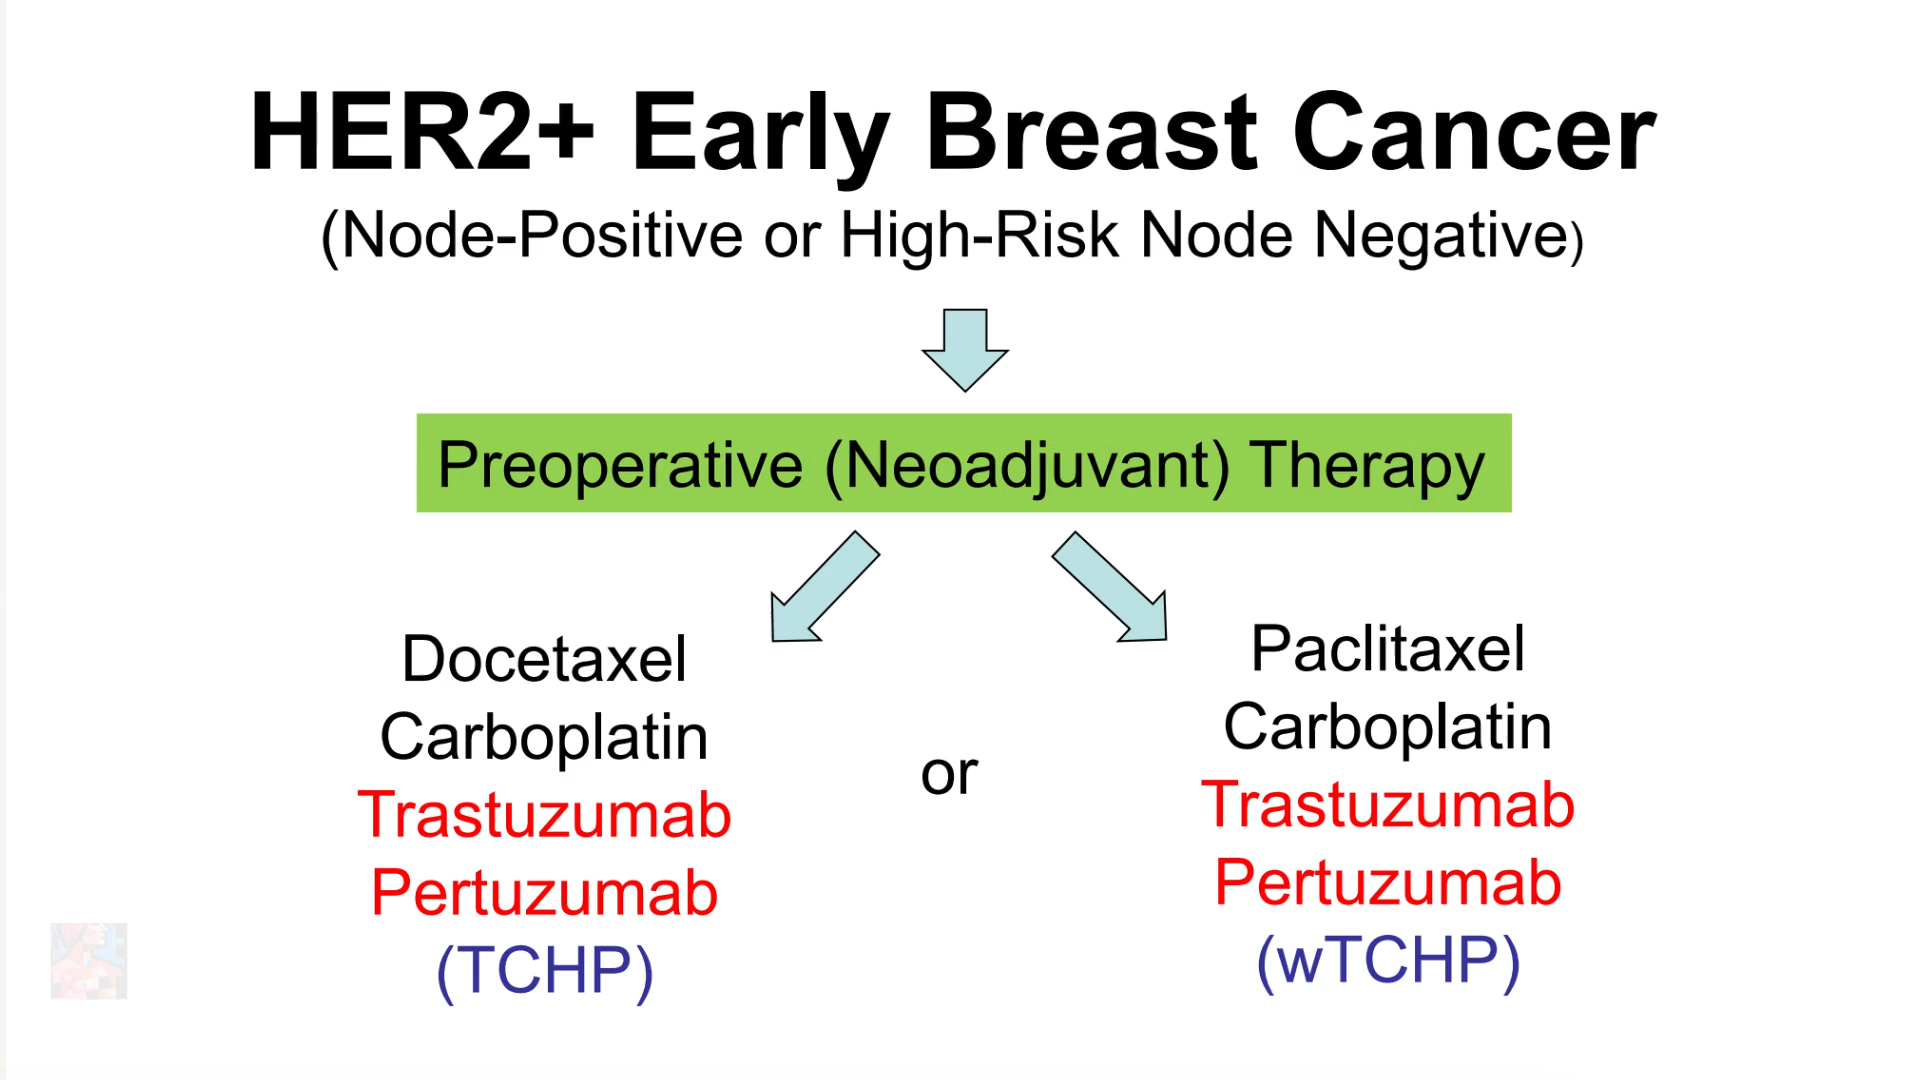 HER2+ Early Breast Cancer
(Node-Positive or High-Risk Node Negative)
Preoperative (Neoadjuvant) Therapy
Docetaxel
Carboplatin
Trastuzumab
Pertuzumab
(TCHP)
or
Paclitaxel
Carboplatin
Trastuzumab
Pertuzumab
(wTCHP)